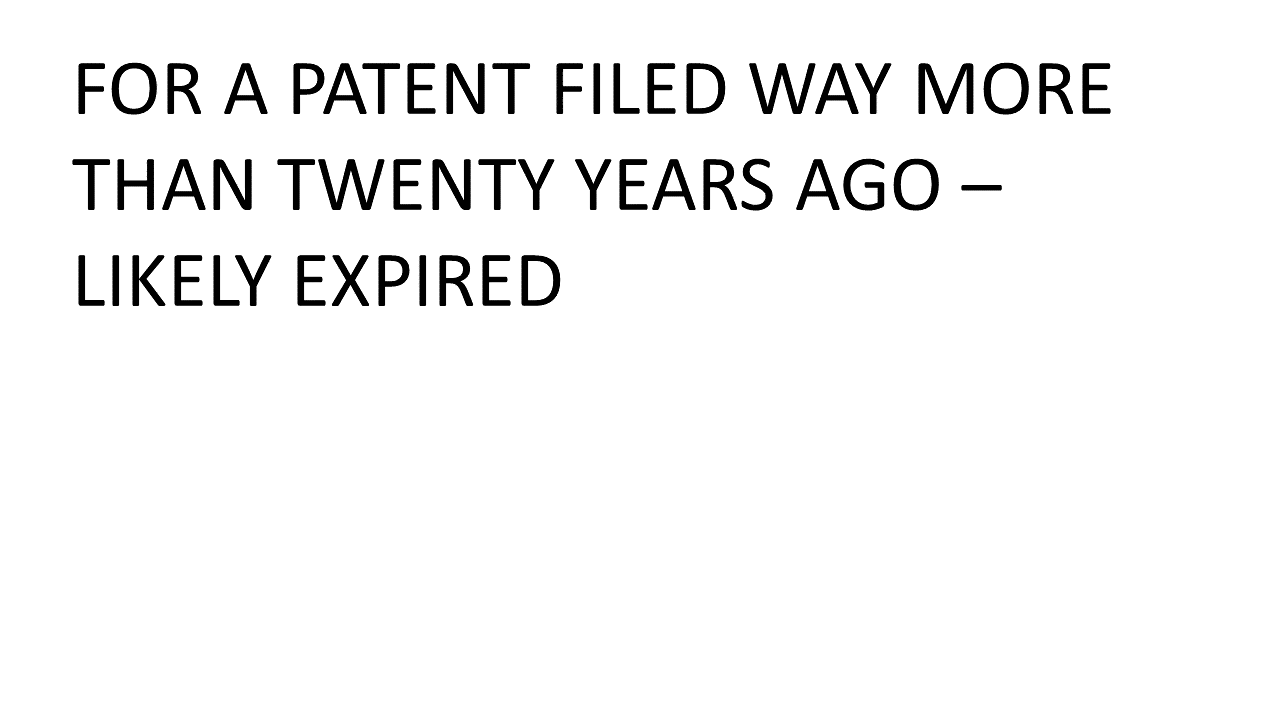 FOR A PATENT FILED WAY MORE
THAN TWENTY YEARS AGO –
LIKELY EXPIRED